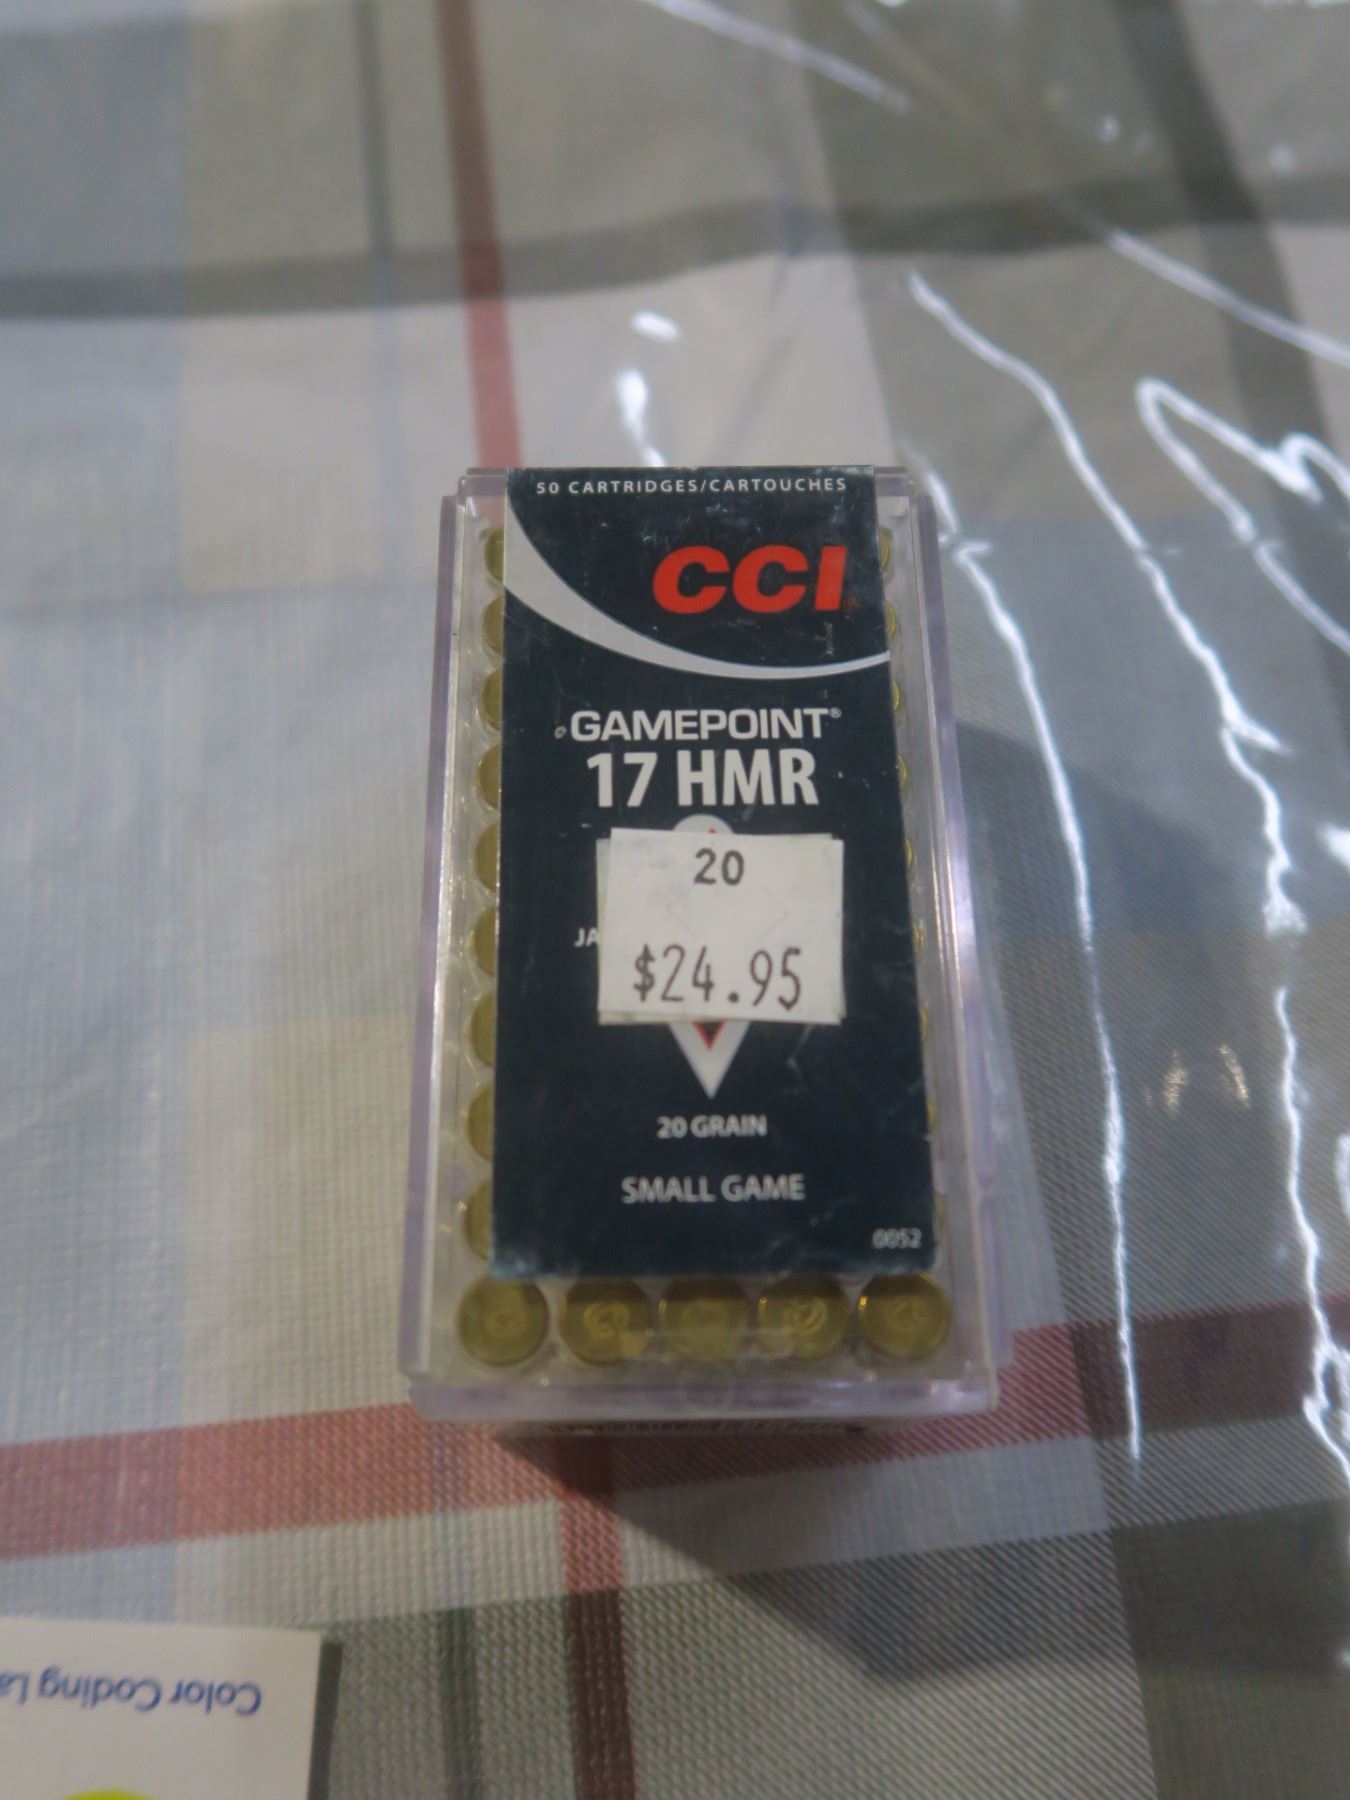 50 CARTRIDGES/CARTOUCHES
CCI
GAMEPOINT®
17 HMR
20
JA
$24.95
20 GRAIN
SMALL GAME
0052
Color Coding La